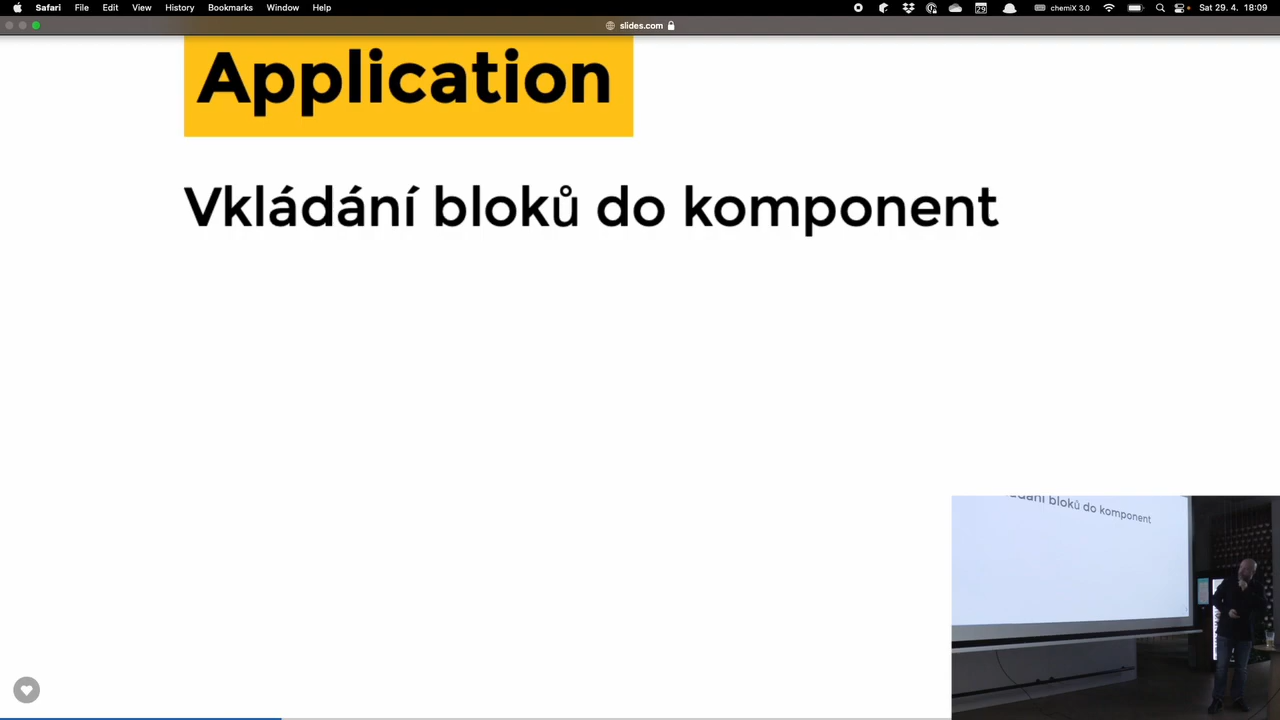 Safari File Edit View History Bookmarks Window Help chemiX 3.0 Sat 29. 4. 18:09
slides.com
Application
Vkládání bloků do komponent
bloků do komponent